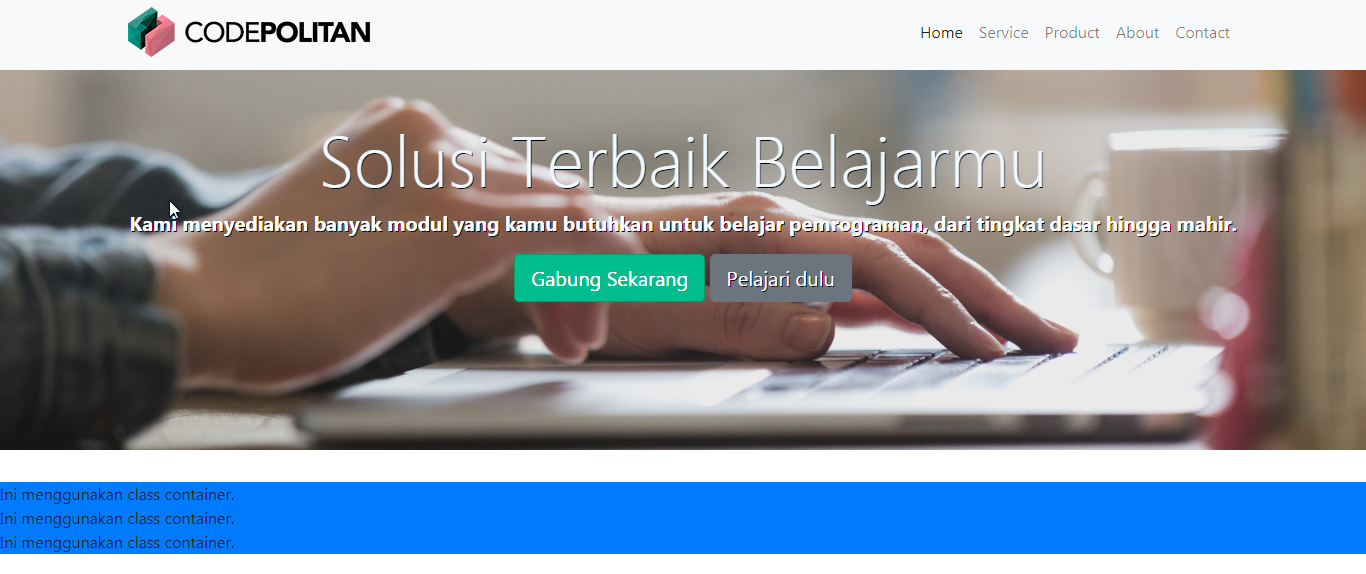 CODEPOLITAN
Home Service Product About Contact
Solusi Terbaik Belajarmu
Kami menyediakan banyak modul yang kamu butuhkan untuk belajar pemrograman, dari tingkat dasar hingga mahir.
Gabung Sekarang Pelajari dulu
Ini menggunakan class container.
Ini menggunakan class container.
Ini menggunakan class container.